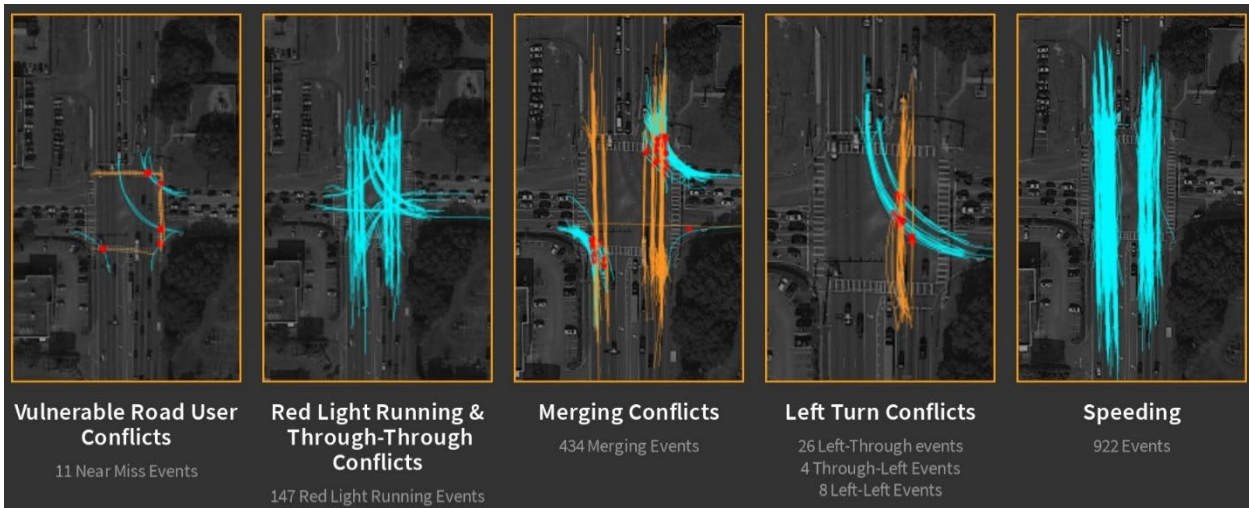 Vulnerable Road User
Conflicts
11 Near Miss Events
Red Light Running &
Through-Through
Conflicts
147 Red Light Running Events
Merging Conflicts
434 Merging Events
Left Turn Conflicts
26 Left-Through events
4 Through-Left Events
8 Left-Left Events
Speeding
922 Events